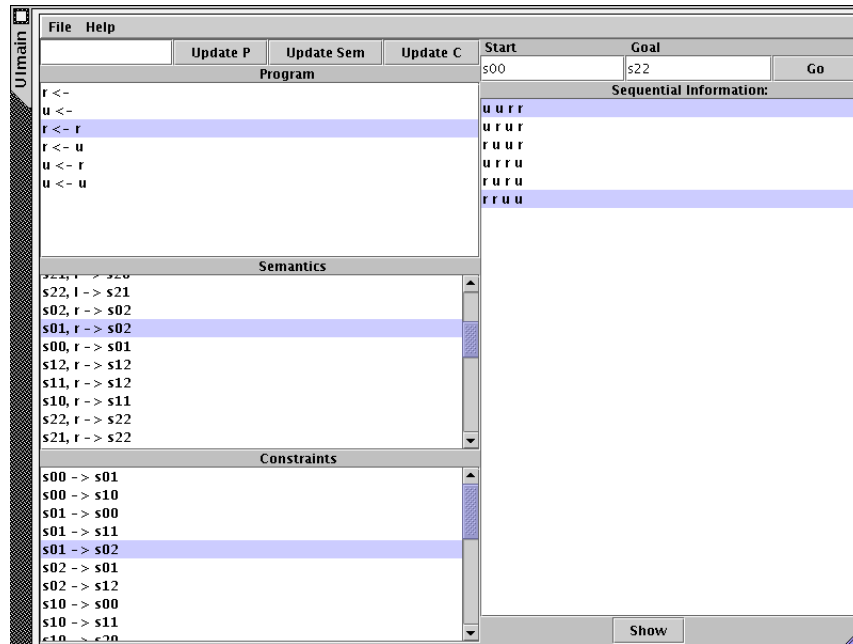 UImain
File Help
Update P Update Sem Update C
Program
r <-
u <-
r <- r
r <- u
u <- r
u <- u
Semantics
s22, l -> s21
s02, r -> s02
s01, r -> s02
s00, r -> s01
s12, r -> s12
s11, r -> s12
s10, r -> s11
s22, r -> s22
s21, r -> s22
Constraints
s00 -> s01
s00 -> s10
s01 -> s00
s01 -> s11
s01 -> s02
s02 -> s01
s02 -> s12
s10 -> s00
s10 -> s11
s10 -> s20
Start Goal
s00 s22 Go
Sequential Information:
u u r r
u r u r
r u u r
u r r u
r u r u
r r u u
Show